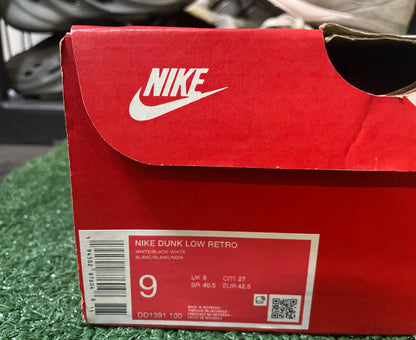 NIKE
NIKE DUNK LOW RETRO
WHITE/BLACK-WHITE
BLANC/BLANC/NOIR
9
UK 8 CM 27
BR 40.5 EUR 42.5
DD1391 100
MADE IN INDONESIA